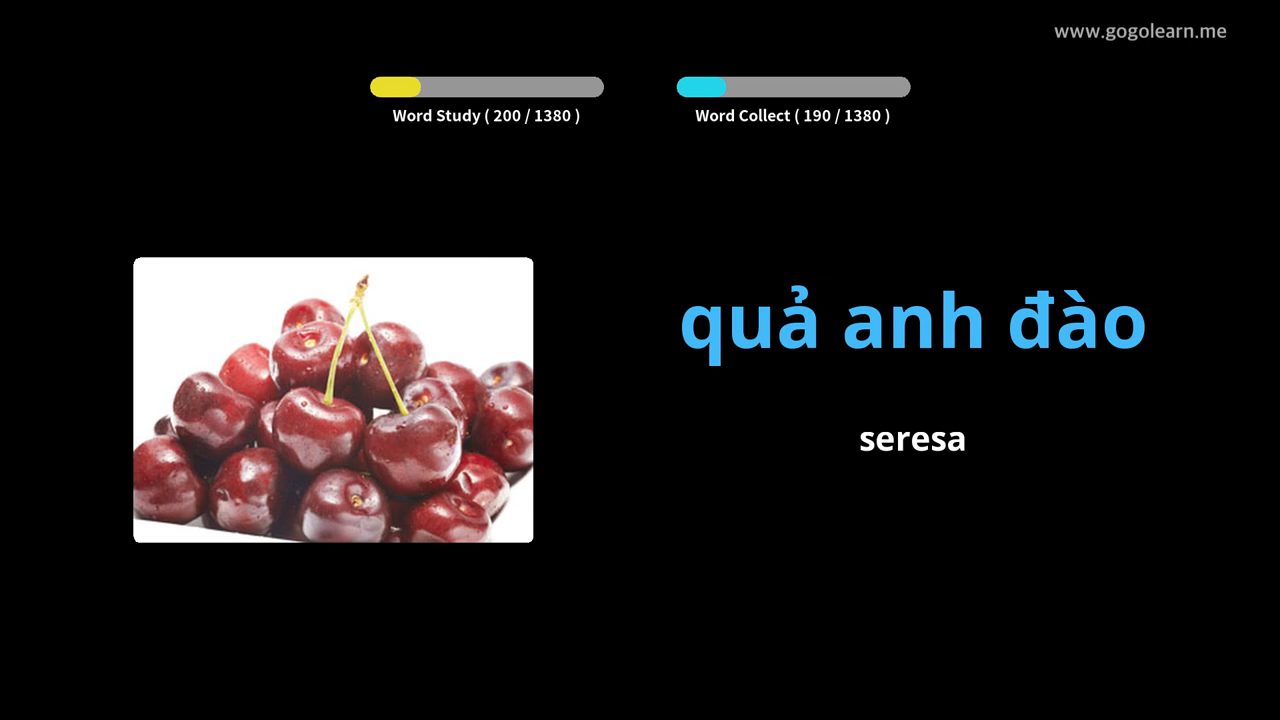 www.gogolearn.me
Word Study ( 200 / 1380 )
Word Collect ( 190 / 1380 )
quả anh đào
seresa